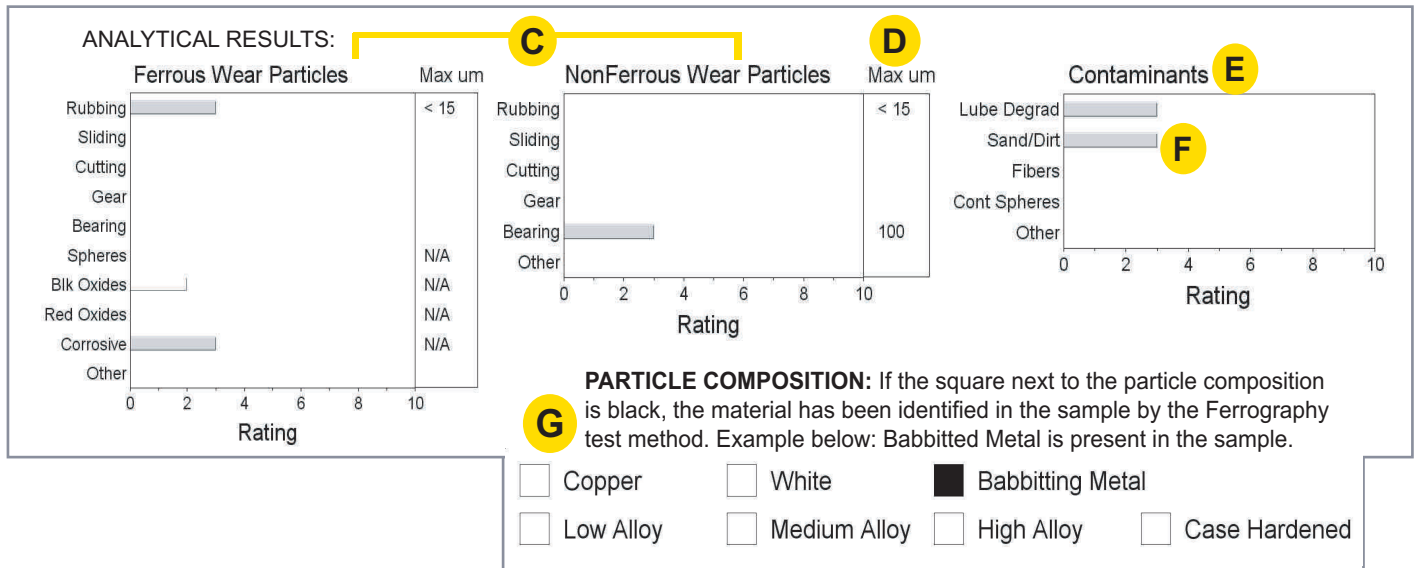 ANALYTICAL RESULTS:
C
D
Ferrous Wear Particles
Max um
Rubbing
< 15
Sliding
Cutting
Gear
Bearing
Spheres
N/A
Blk Oxides
N/A
Red Oxides
N/A
Corrosive
N/A
Other
0 2 4 6 8 10
Rating
NonFerrous Wear Particles
Max um
Rubbing
< 15
Sliding
Cutting
Gear
Bearing
100
Other
0 2 4 6 8 10
Rating
Contaminants
E
Lube Degrad
Sand/Dirt
F
Fibers
Cont Spheres
Other
0 2 4 6 8 10
Rating
G
PARTICLE COMPOSITION: If the square next to the particle composition
is black, the material has been identified in the sample by the Ferrography
test method. Example below: Babbitted Metal is present in the sample.
Copper White Babbitting Metal
Low Alloy Medium Alloy High Alloy Case Hardened